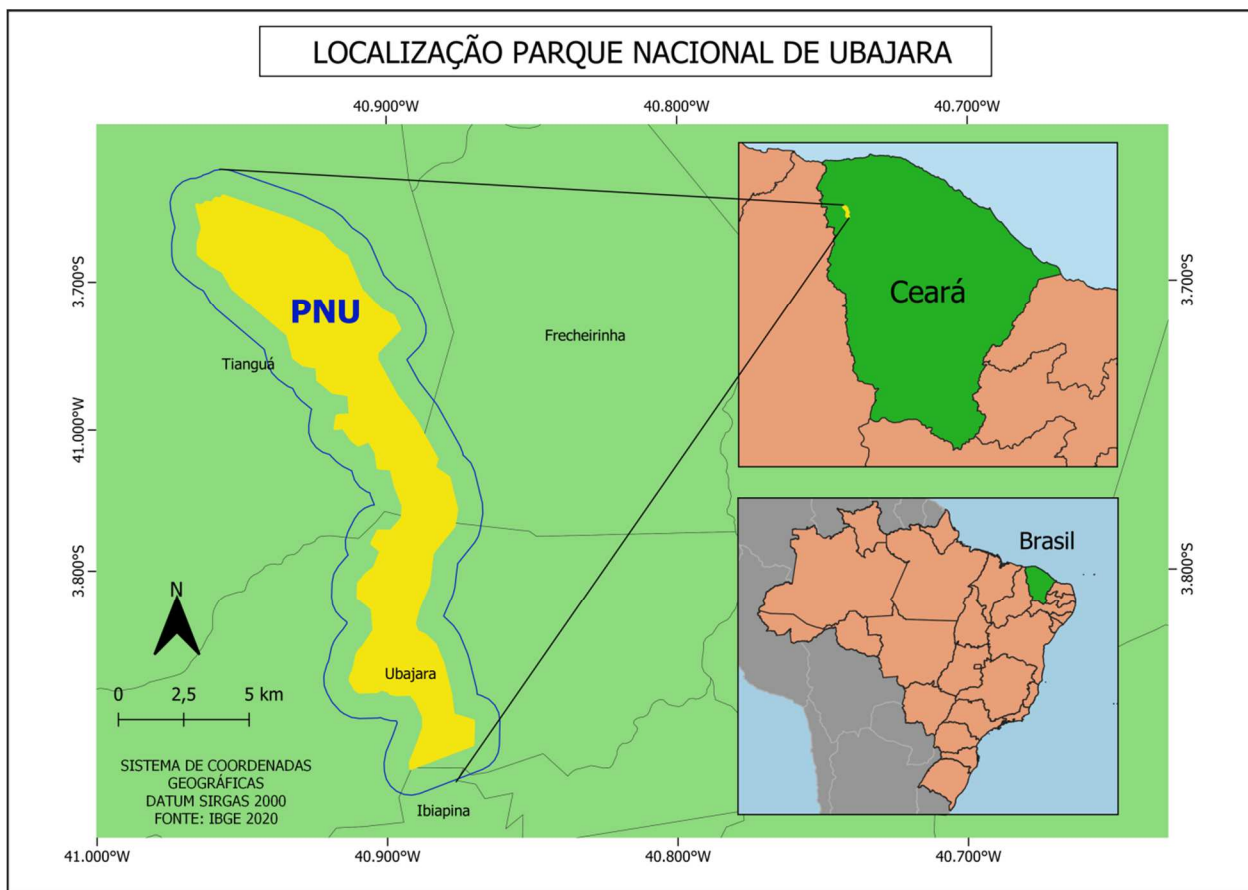 LOCALIZAÇÃO PARQUE NACIONAL DE UBAJARA
40.900°W
40.800°W
40.700°W
3.700°S
3.700°S
PNU
Ceará
Frecheirinha
Tianguá
41.000°W
Brasil
3.800°S
3.800°S
N
Ubajara
0 2,5 5 km
SISTEMA DE COORDENADAS
GEOGRÁFICAS
DATUM SIRGAS 2000
FONTE: IBGE 2020
Ibiapina
41.000°W
40.900°W
40.800°W
40.700°W